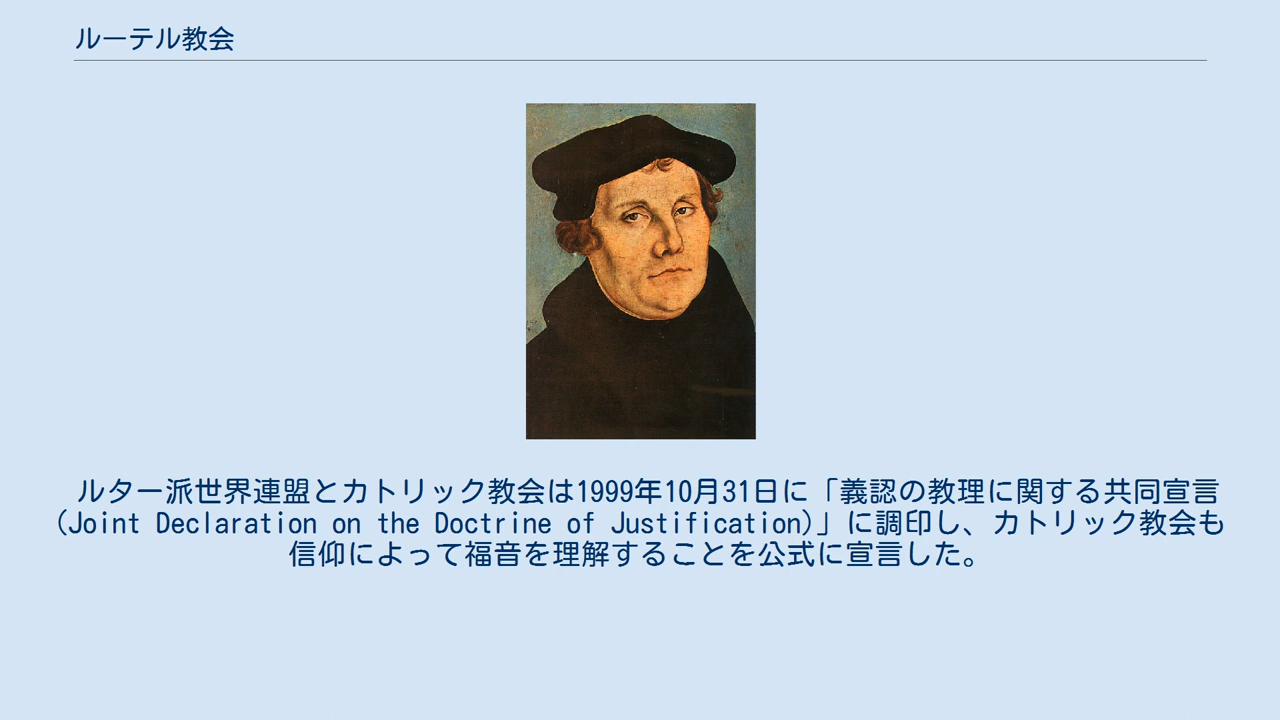 ルーテル教会
ルター派世界連盟とカトリック教会は1999年10月31日に「義認の教理に関する共同宣言
(Joint Declaration on the Doctrine of Justification)」に調印し、カトリック教会も
信仰によって福音を理解することを公式に宣言した。